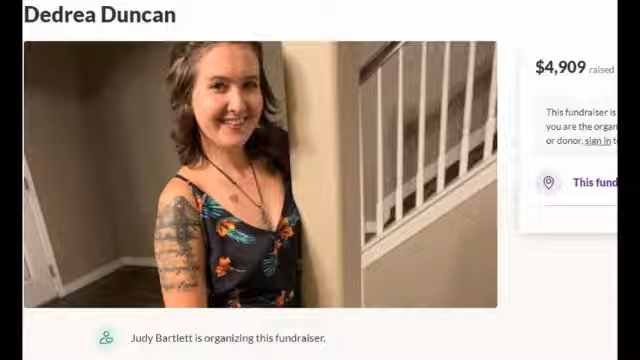 Dedrea Duncan
$4,909 raised
This fundraiser is
you are the organ
or donor, sign in t
This fund
Judy Bartlett is organizing this fundraiser.